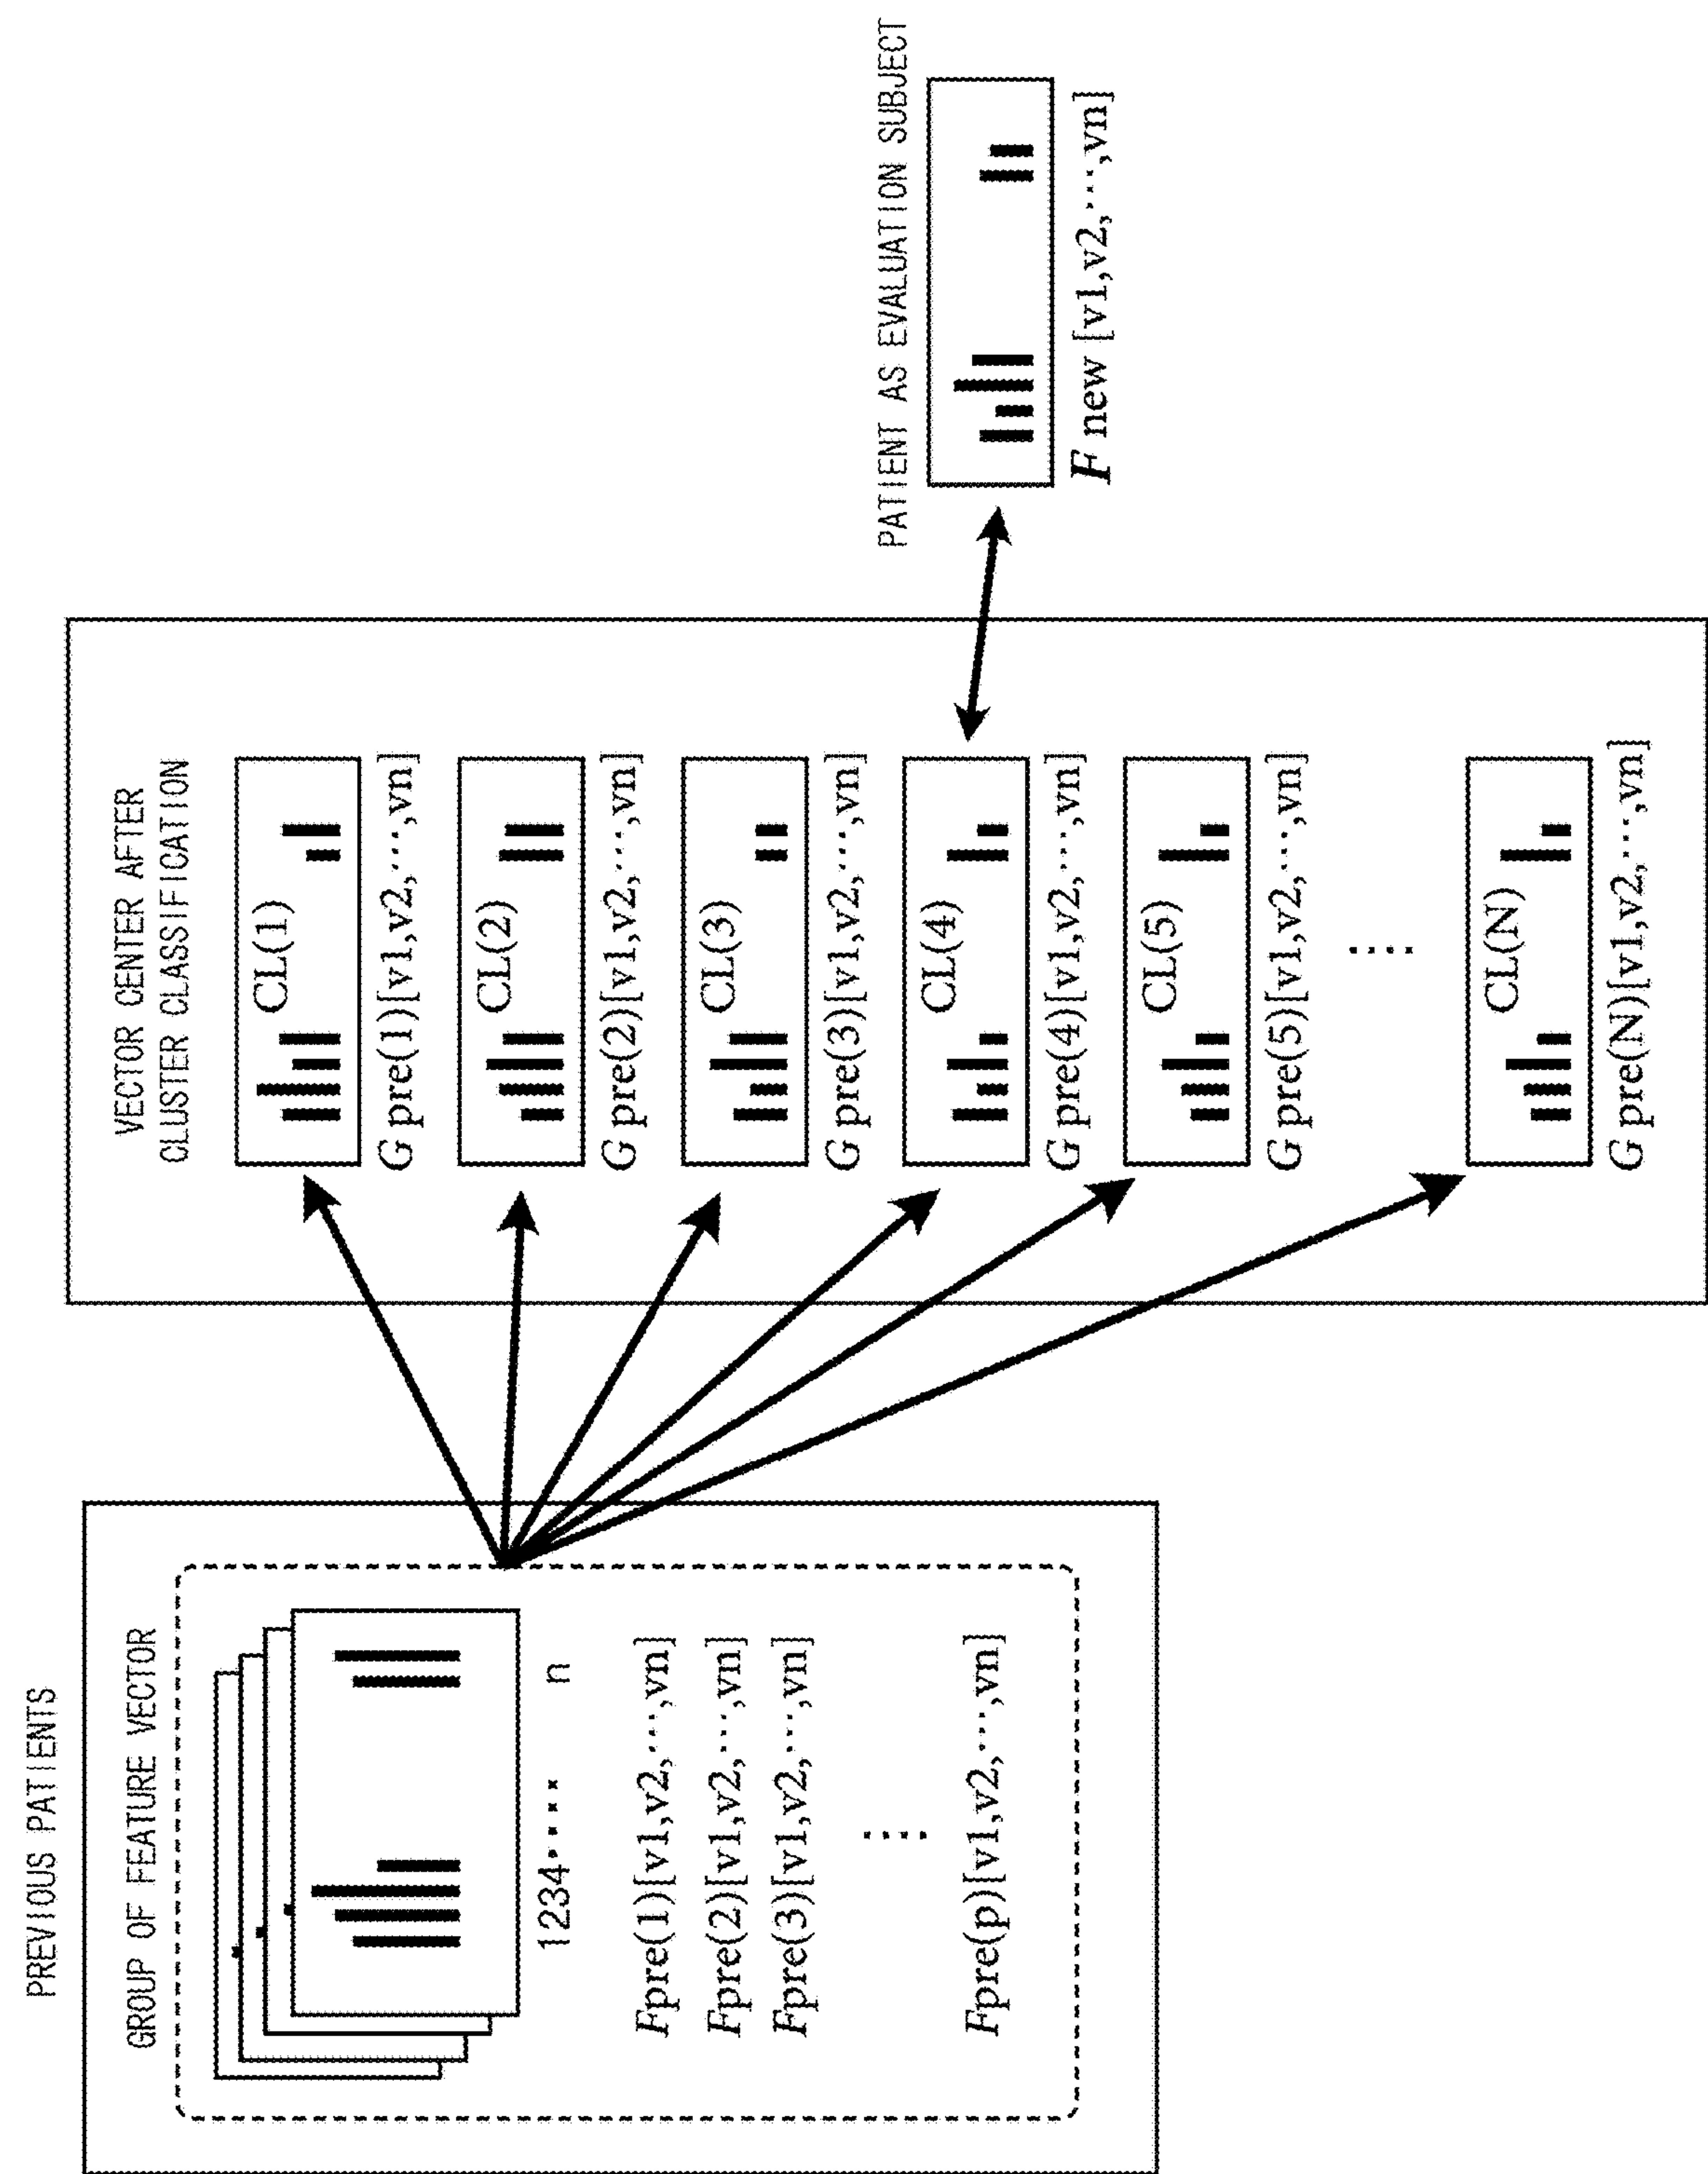 PREVIOUS PATIENTS
GROUP OF FEATURE VECTOR
1234···· n
Fpre(1)[v1,v2,···,vn]
Fpre(2)[v1,v2,···,vn]
Fpre(3)[v1,v2,···,vn]
····
Fpre(p)[v1,v2,···,vn]
VECTOR CENTER AFTER
CLUSTER CLASSIFICATION
CL(1)
G pre(1)[v1,v2,···,vn]
CL(2)
G pre(2)[v1,v2,···,vn]
CL(3)
G pre(3)[v1,v2,···,vn]
CL(4)
G pre(4)[v1,v2,···,vn]
CL(5)
G pre(5)[v1,v2,···,vn]
····
CL(N)
G pre(N)[v1,v2,···,vn]
PATIENT AS EVALUATION SUBJECT
F new [v1,v2,···,vn]